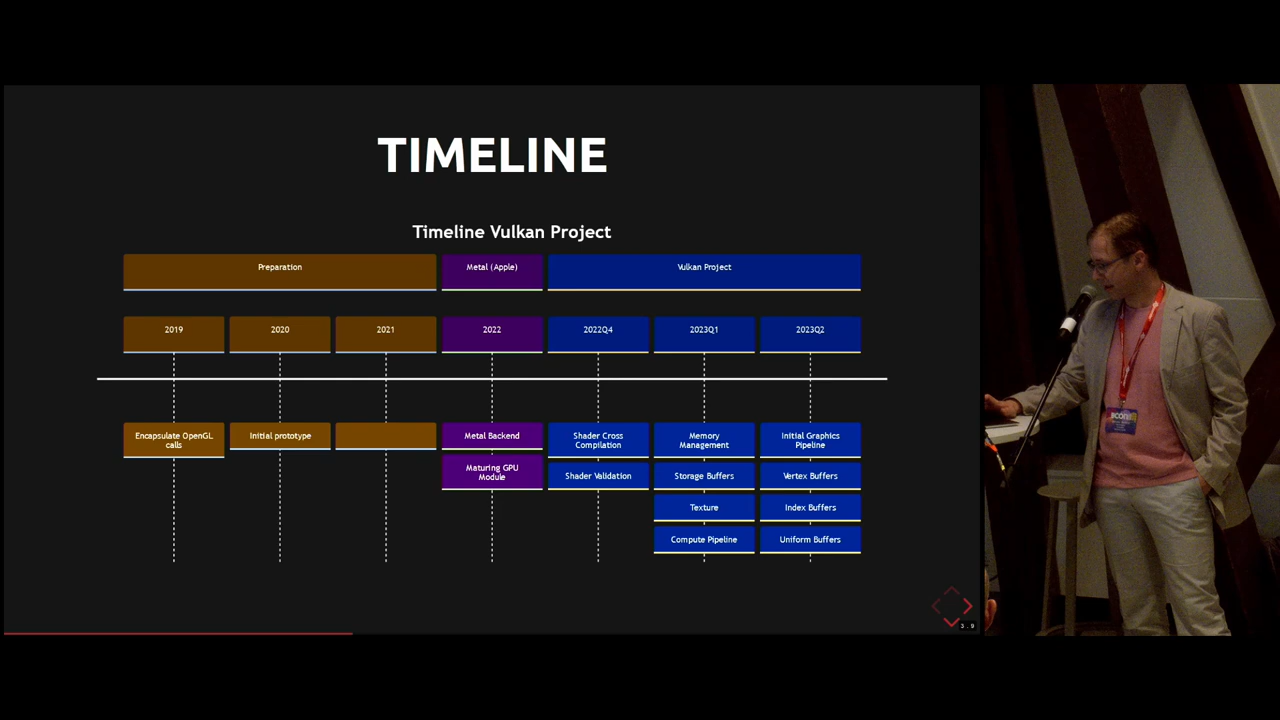 TIMELINE
Timeline Vulkan Project
Preparation
Metal (Apple)
Vulkan Project
2019
2020
2021
2022
2022Q4
2023Q1
2023Q2
Encapsulate OpenGL
calls
Initial prototype
Metal Backend
Maturing GPU
Module
Shader Cross
Compilation
Shader Validation
Memory
Management
Storage Buffers
Texture
Compute Pipeline
Initial Graphics
Pipeline
Vertex Buffers
Index Buffers
Uniform Buffers
3.9